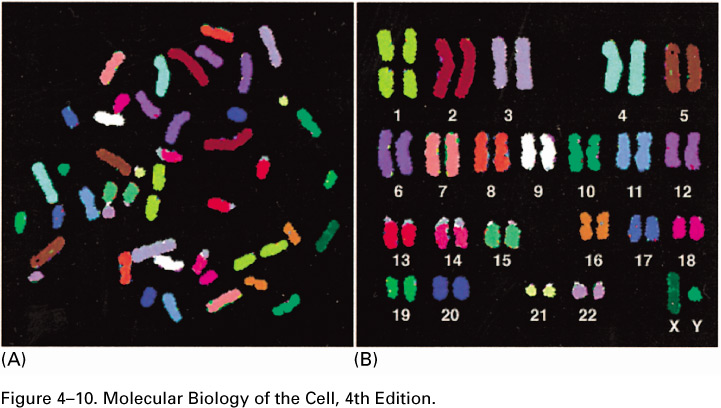 1 2 3 4 5
6 7 8 9 10 11 12
13 14 15 16 17 18
19 20 21 22 X Y
(A) (B)
Figure 4–10. Molecular Biology of the Cell, 4th Edition.